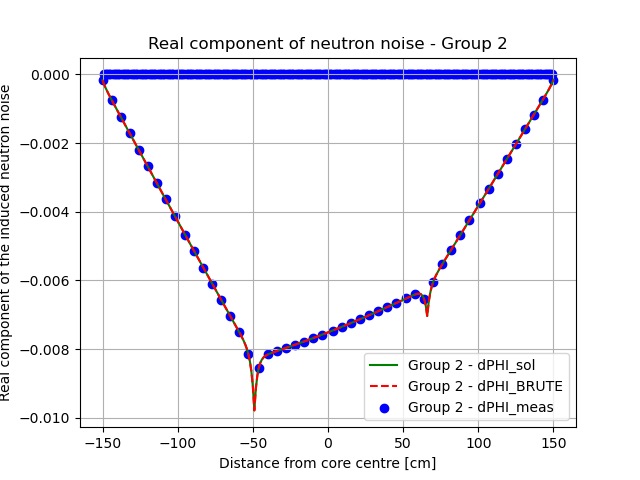 Real component of neutron noise - Group 2
Real component of the induced neutron noise
0.000
−0.002
−0.004
−0.006
−0.008
−0.010
Group 2 - dPHI_sol
Group 2 - dPHI_BRUTE
Group 2 - dPHI_meas
−150
−100
−50
0
50
100
150
Distance from core centre [cm]